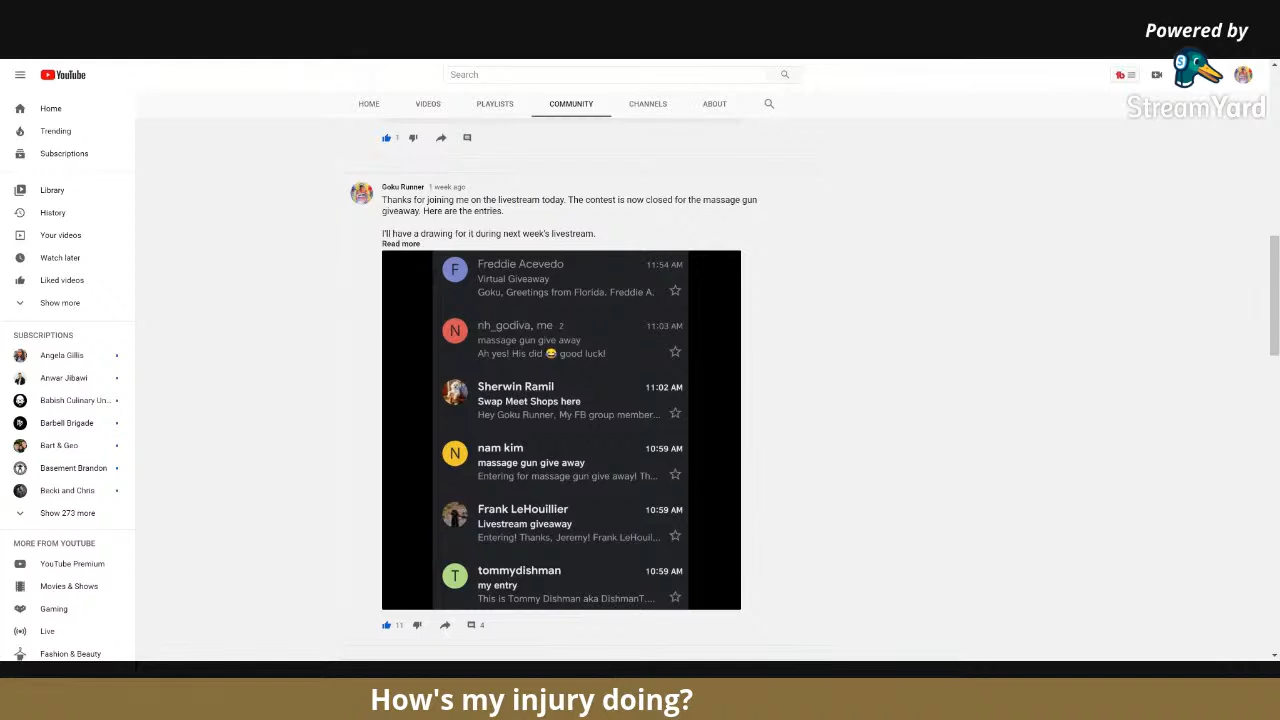 Powered by
StreamYard
YouTube
Search
HOME
VIDEOS
PLAYLISTS
COMMUNITY
CHANNELS
ABOUT
Home
Trending
Subscriptions
Library
History
Your videos
Watch later
Liked videos
Show more
SUBSCRIPTIONS
Angela Gillis
Anwar Jibawi
Babish Culinary Un...
Barbell Brigade
Bart & Geo
Basement Brandon
Becki and Chris
Show 273 more
MORE FROM YOUTUBE
YouTube Premium
Movies & Shows
Gaming
Live
Fashion & Beauty
1
Goku Runner 1 week ago
Thanks for joining me on the livestream today. The contest is now closed for the massage gun
giveaway. Here are the entries.
I'll have a drawing for it during next week's livestream.
Read more
F
Freddie Acevedo 11:54 AM
Virtual Giveaway
Goku, Greetings from Florida. Freddie A.
N
nh_godiva, me 2 11:03 AM
massage gun give away
Ah yes! His did 😂 good luck!
Sherwin Ramil 11:02 AM
Swap Meet Shops here
Hey Goku Runner, My FB group member...
N
nam kim 10:59 AM
massage gun give away
Entering for massage gun give away! Th...
Frank LeHouillier 10:59 AM
Livestream giveaway
Entering! Thanks, Jeremy! Frank LeHouil...
T
tommydishman 10:59 AM
my entry
This is Tommy Dishman aka DishmanT....
11
4
How's my injury doing?